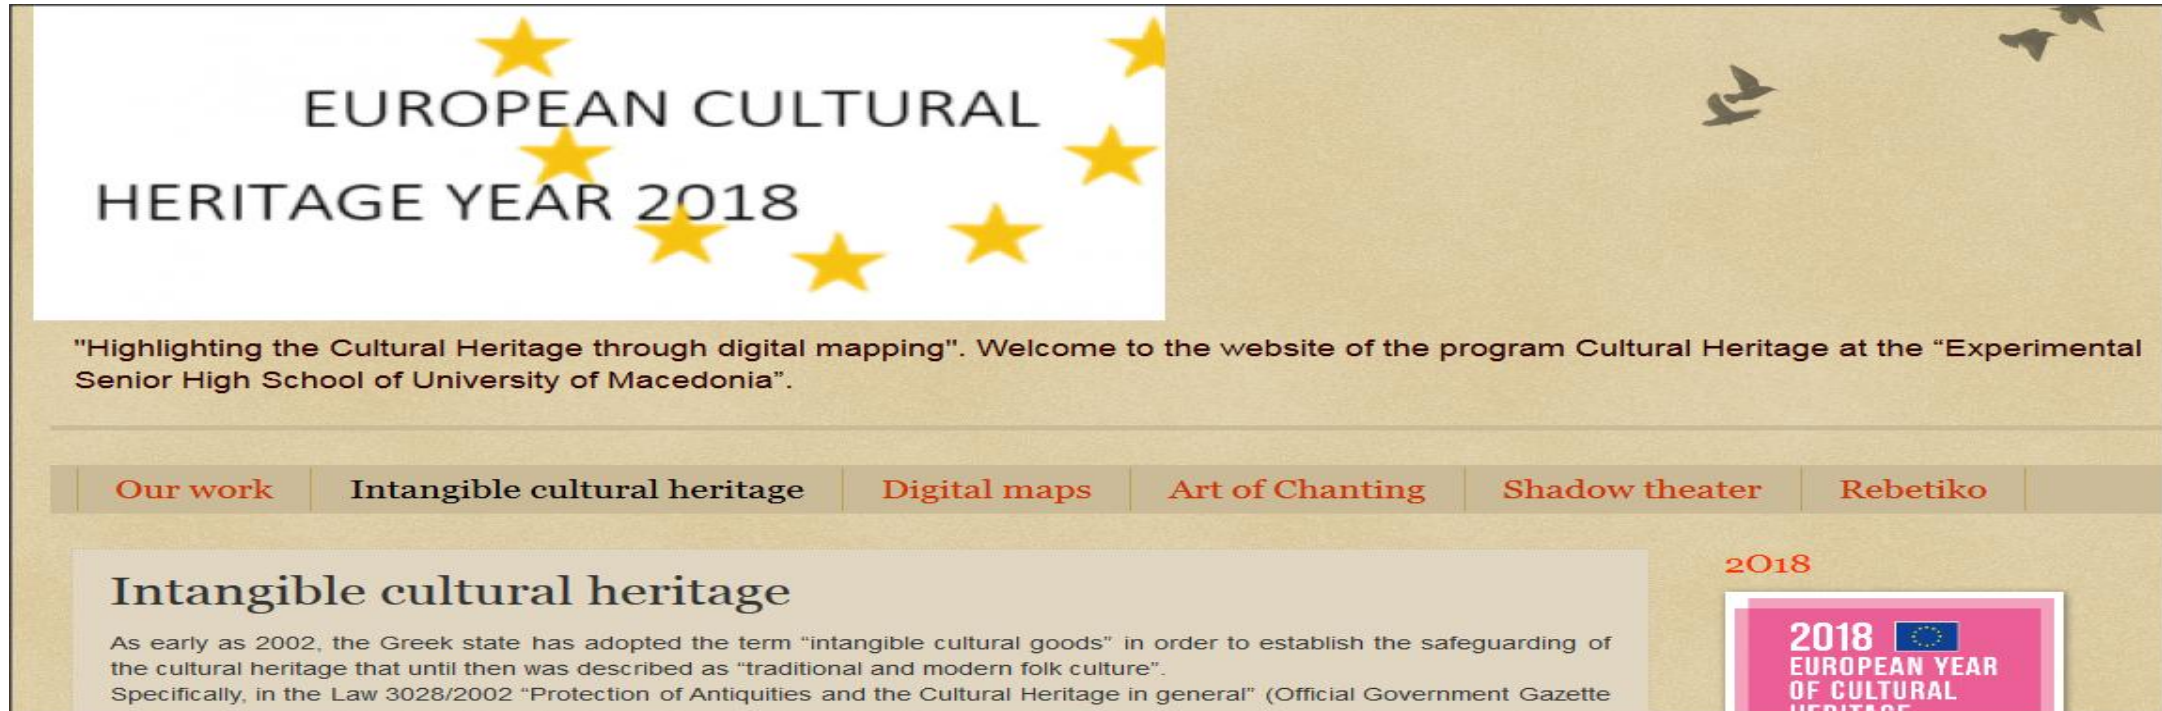 EUROPEAN CULTURAL
HERITAGE YEAR 2018
"Highlighting the Cultural Heritage through digital mapping". Welcome to the website of the program Cultural Heritage at the “Experimental
Senior High School of University of Macedonia”.
Our work Intangible cultural heritage Digital maps Art of Chanting Shadow theater Rebetiko
Intangible cultural heritage
As early as 2002, the Greek state has adopted the term “intangible cultural goods” in order to establish the safeguarding of
the cultural heritage that until then was described as “traditional and modern folk culture”.
Specifically, in the Law 3028/2002 “Protection of Antiquities and the Cultural Heritage in general” (Official Government Gazette
2018
2018
EUROPEAN YEAR
OF CULTURAL
HERITAGE